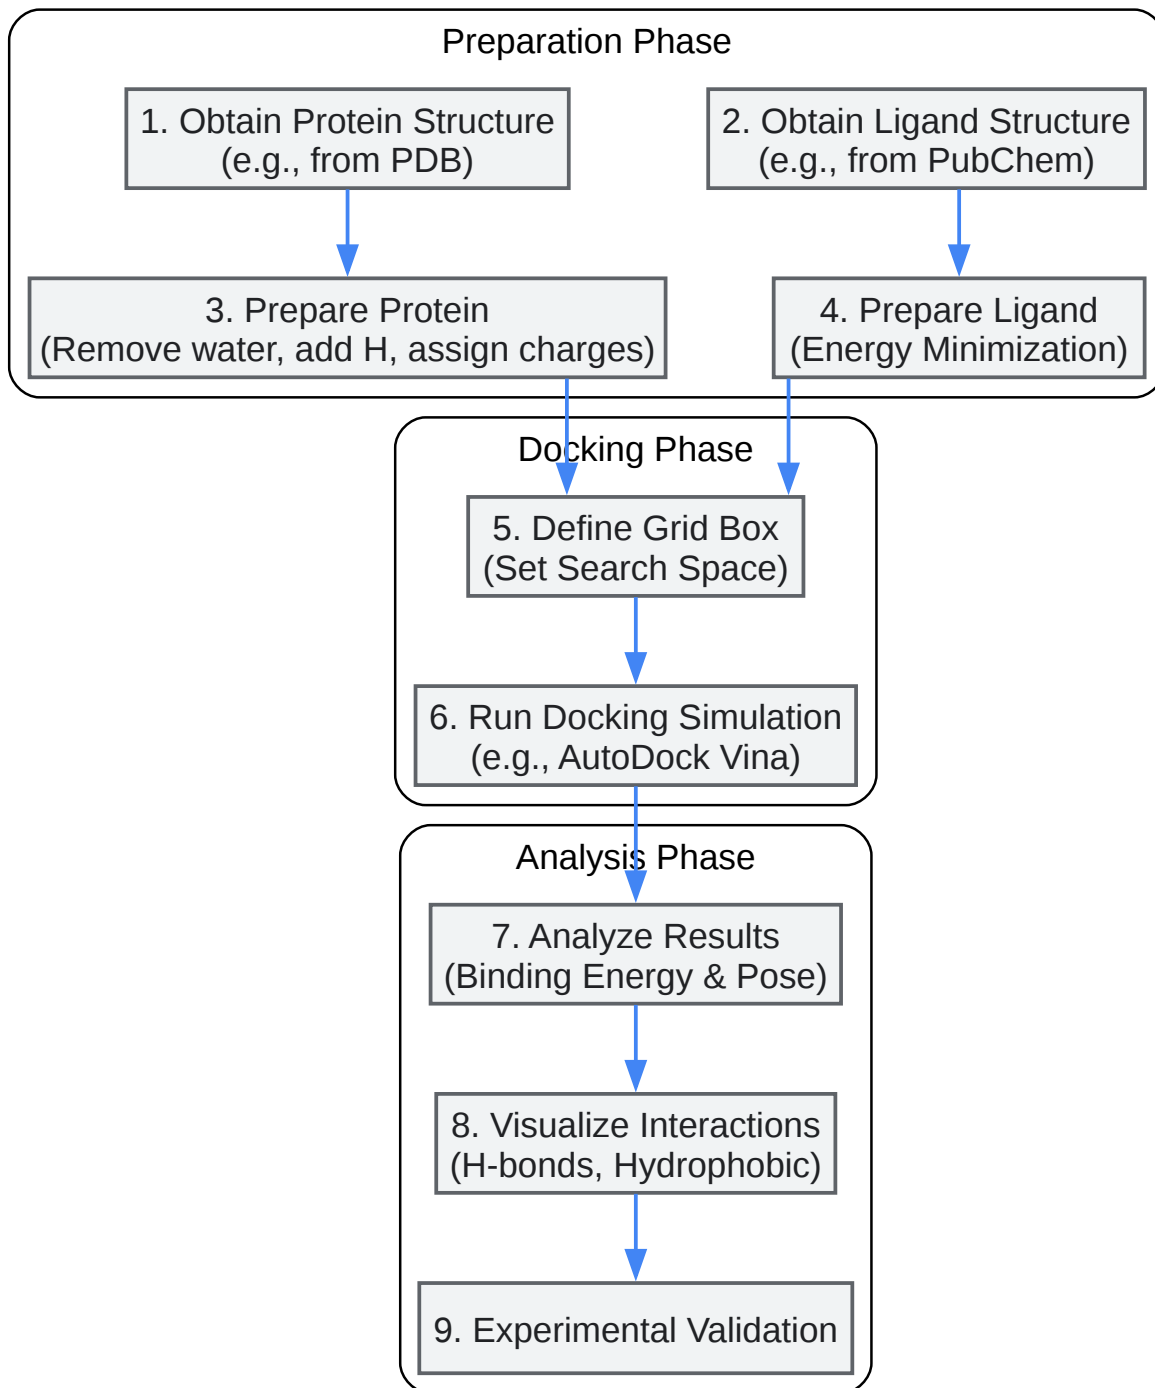 Preparation Phase
1. Obtain Protein Structure
(e.g., from PDB)
2. Obtain Ligand Structure
(e.g., from PubChem)
3. Prepare Protein
(Remove water, add H, assign charges)
4. Prepare Ligand
(Energy Minimization)
Docking Phase
5. Define Grid Box
(Set Search Space)
6. Run Docking Simulation
(e.g., AutoDock Vina)
Analysis Phase
7. Analyze Results
(Binding Energy & Pose)
8. Visualize Interactions
(H-bonds, Hydrophobic)
9. Experimental Validation